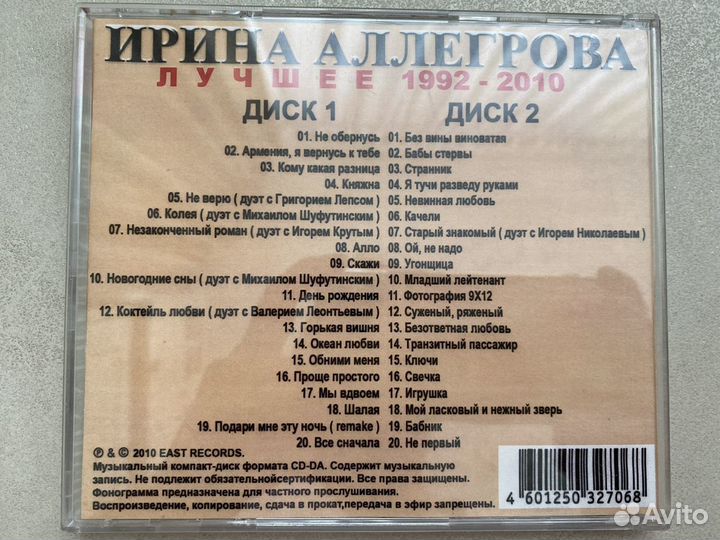 ИРИНА АЛЛЕГРОВА
ЛУЧШЕЕ 1992 - 2010
ДИСК 1
01. Не обернусь
02. Армения, я вернусь к тебе
03. Кому какая разница
04. Княжна
05. Не верю ( дуэт с Григорием Лепсом )
06. Колея ( дуэт с Михаилом Шуфутинским )
07. Незаконченный роман ( дуэт с Игорем Крутым )
08. Алло
09. Скажи
10. Новогодние сны ( дуэт с Михаилом Шуфутинским )
11. День рождения
12. Коктейль любви ( дуэт с Валерием Леонтьевым )
13. Горькая вишня
14. Океан любви
15. Обними меня
16. Проще простого
17. Мы вдвоем
18. Шалая
19. Подари мне эту ночь ( remake )
20. Все сначала
ДИСК 2
01. Без вины виноватая
02. Бабы стервы
03. Странник
04. Я тучи разведу руками
05. Невинная любовь
06. Качели
07. Старый знакомый ( дуэт с Игорем Николаевым )
08. Ой, не надо
09. Угонщица
10. Младший лейтенант
11. Фотография 9Х12
12. Суженый, ряженый
13. Безответная любовь
14. Транзитный пассажир
15. Ключи
16. Свечка
17. Игрушка
18. Мой ласковый и нежный зверь
19. Бабник
20. Не первый
℗ & © 2010 EAST RECORDS.
Музыкальный компакт-диск формата CD-DA. Содержит музыкальную
запись. Не подлежит обязательнойсертификации. Все права защищены.
Фонограмма предназначена для частного прослушивания.
Воспроизведение, копирование, сдача в прокат,передача в эфир запрещены.
4 601250 327068
Avito